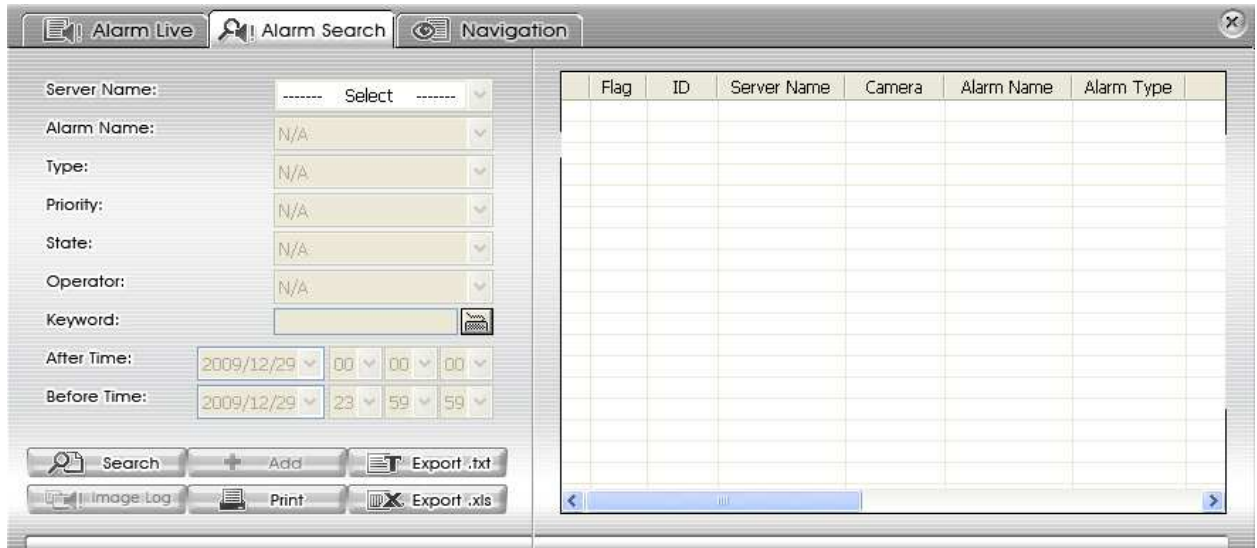 Alarm Live Alarm Search Navigation
Server Name: ------- Select -------
Alarm Name: N/A
Type: N/A
Priority: N/A
State: N/A
Operator: N/A
Keyword:
After Time: 2009/12/29 00 00 00
Before Time: 2009/12/29 23 59 59
Search Add Export .txt
Image Log Print Export .xls
Flag ID Server Name Camera Alarm Name Alarm Type